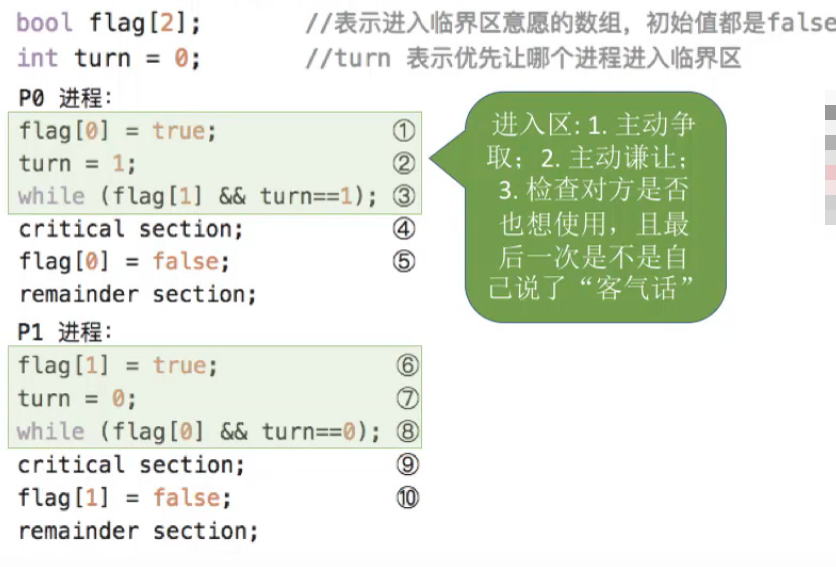 bool flag[2]; //表示进入临界区意愿的数组，初始值都是false
int turn = 0; //turn 表示优先让哪个进程进入临界区
P0 进程：
flag[0] = true; ①
turn = 1; ②
while (flag[1] && turn==1); ③
critical section; ④
flag[0] = false; ⑤
remainder section;
进入区: 1. 主动争
取；2. 主动谦让；
3. 检查对方是否
也想使用，且最
后一次是不是自
己说了“客气话”
P1 进程：
flag[1] = true; ⑥
turn = 0; ⑦
while (flag[0] && turn==0); ⑧
critical section; ⑨
flag[1] = false; ⑩
remainder section;